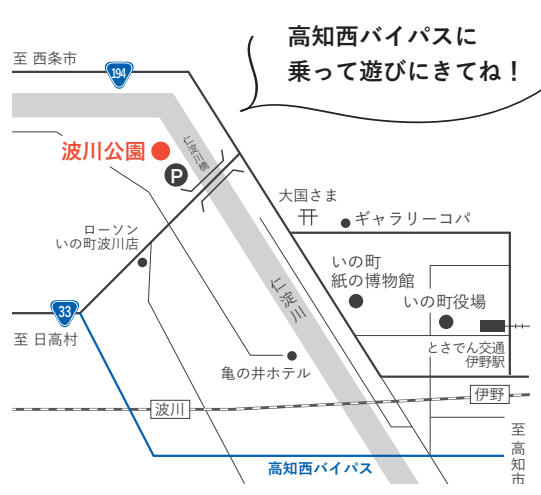 高知西バイパスに
乗って遊びにきてね！
至 西条市
194
波川公園
P
仁淀川橋
大国さま
ギャラリーコパ
ローソン
いの町波川店
いの町
紙の博物館
いの町役場
仁淀川
33
至 日高村
とさでん交通
伊野駅
亀の井ホテル
波川
伊野
至 高知市
高知西バイパス